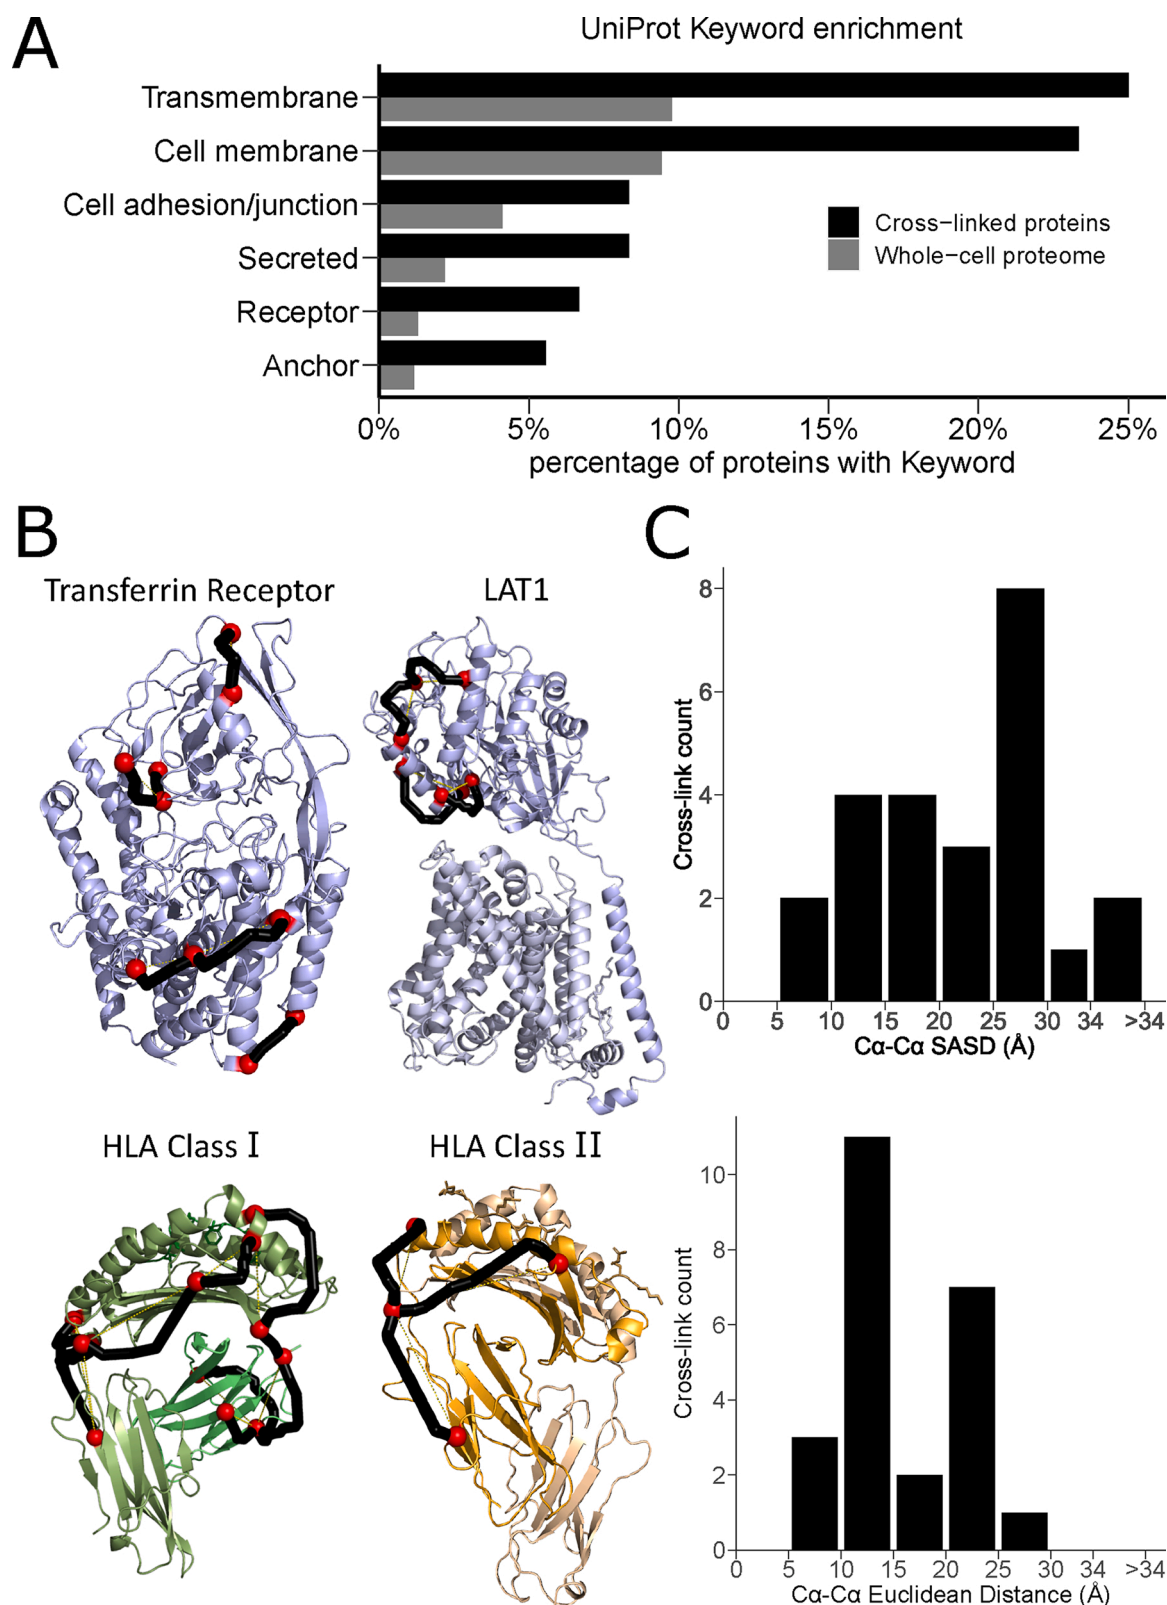 A
UniProt Keyword enrichment
Transmembrane
Cell membrane
Cell adhesion/junction
Secreted
Receptor
Anchor
Cross−linked proteins
Whole−cell proteome
0% 5% 10% 15% 20% 25%
percentage of proteins with Keyword
B
Transferrin Receptor
LAT1
HLA Class I
HLA Class II
C
Cross-link count
8
6
4
2
0
0 5 10 15 20 25 30 34 >34
Cα-Cα SASD (Å)
Cross-link count
10
8
6
4
2
0
0 5 10 15 20 25 30 34 >34
Cα-Cα Euclidean Distance (Å)